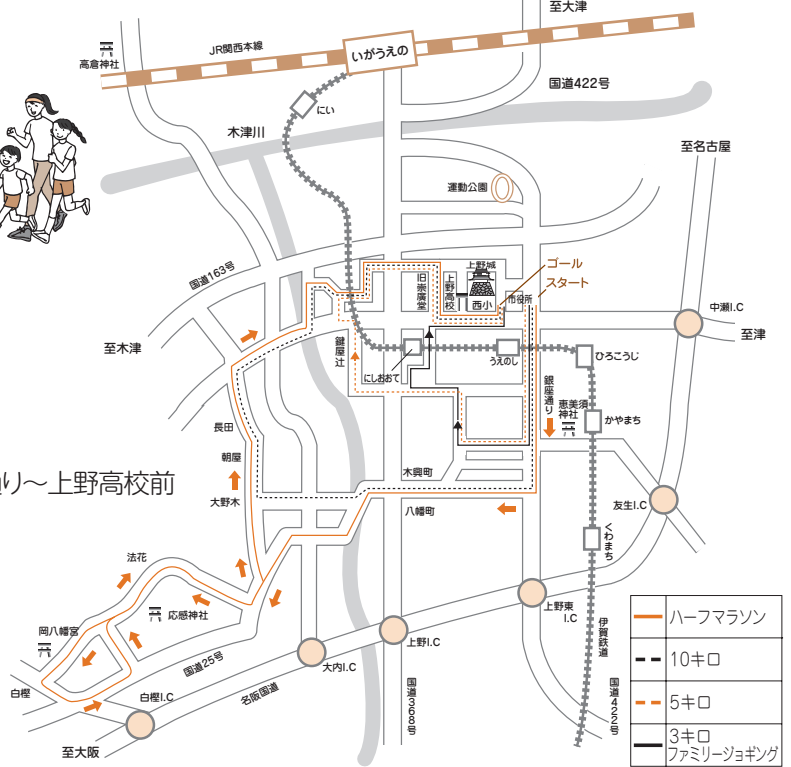 至大津
JR関西本線
いがうえの
高倉神社
国道422号
にい
木津川
至名古屋
運動公園
国道163号
上野城
ゴール
スタート
旧崇廣堂
上野高校
西小
市役所
中瀬I.C
至津
至木津
鍵屋辻
にしおおて
うえのし
ひろこうじ
銀座通り
恵美須
神社
かやまち
長田
朝屋
大野木
木興町
八幡町
り〜上野高校前
友生I.C
くわまち
法花
応感神社
岡八幡宮
上野東
I.C
伊賀鉄道
国道25号
上野I.C
大内I.C
白樫
白樫I.C
名阪国道
国道368号
国道422号
至大阪
ハーフマラソン
10キロ
5キロ
3キロ
ファミリージョギング